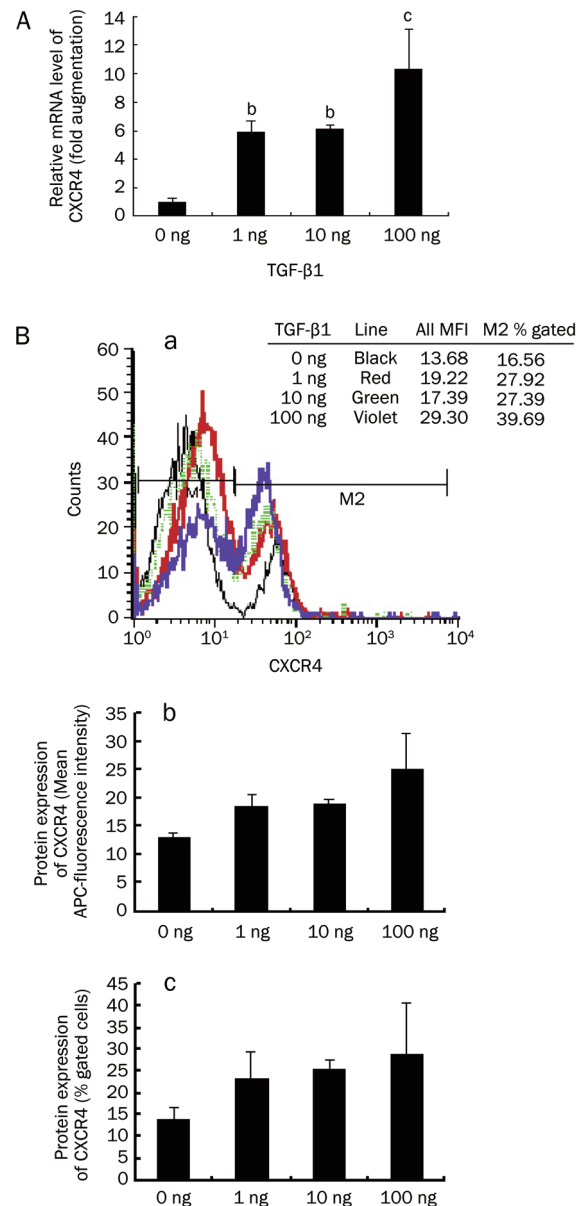 A
Relative mRNA level of
CXCR4 (fold augmentation)
14
12
10
8
6
4
2
0
b
b
c
0 ng 1 ng 10 ng 100 ng
TGF-β1
B
a
TGF-β1 Line All MFI M2 % gated
0 ng Black 13.68 16.56
1 ng Red 19.22 27.92
10 ng Green 17.39 27.39
100 ng Violet 29.30 39.69
Counts
60
50
40
30
20
10
0
M2
10⁰ 10¹ 10² 10³ 10⁴
CXCR4
b
Protein expression
of CXCR4 (Mean
APC-fluorescence intensity)
35
30
25
20
15
10
5
0
0 ng 1 ng 10 ng 100 ng
c
Protein expression
of CXCR4 (% gated cells)
45
40
35
30
25
20
15
10
5
0
0 ng 1 ng 10 ng 100 ng